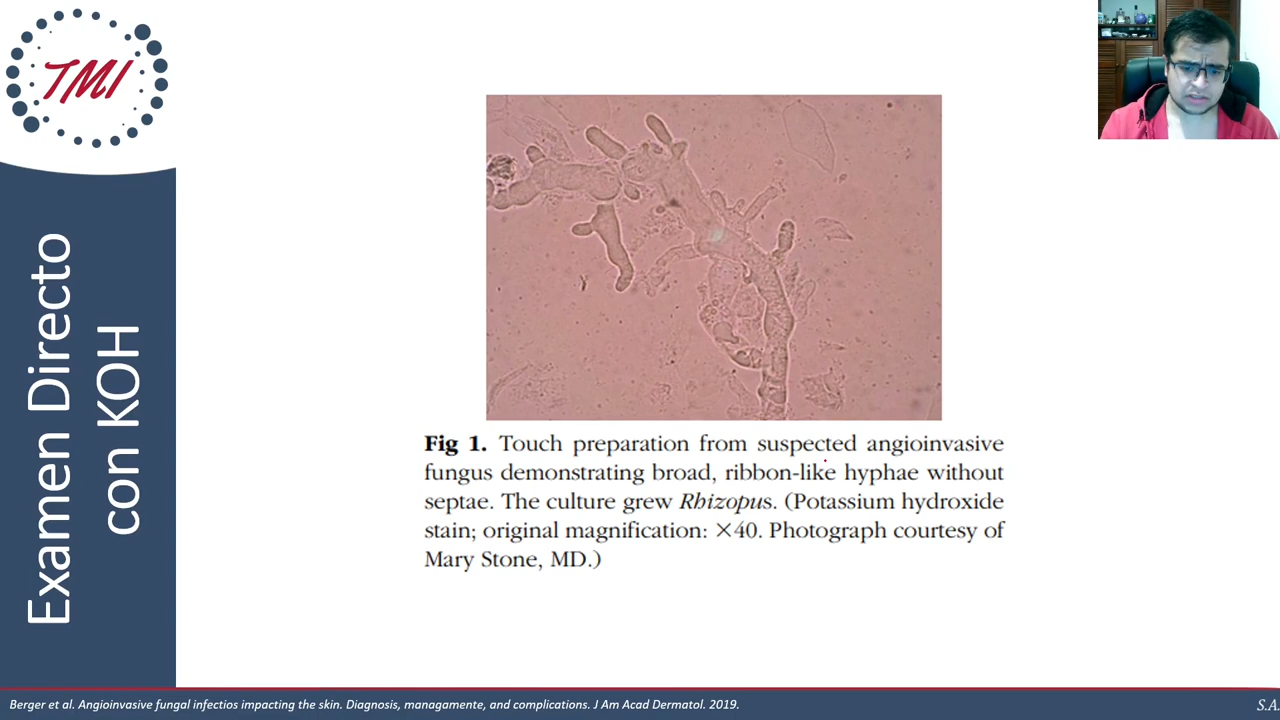 TMI
Examen Directo
con KOH
Fig 1. Touch preparation from suspected angioinvasive
fungus demonstrating broad, ribbon-like hyphae without
septae. The culture grew Rhizopus. (Potassium hydroxide
stain; original magnification: ×40. Photograph courtesy of
Mary Stone, MD.)
Berger et al. Angioinvasive fungal infectios impacting the skin. Diagnosis, managamente, and complications. J Am Acad Dermatol. 2019.
S.A.